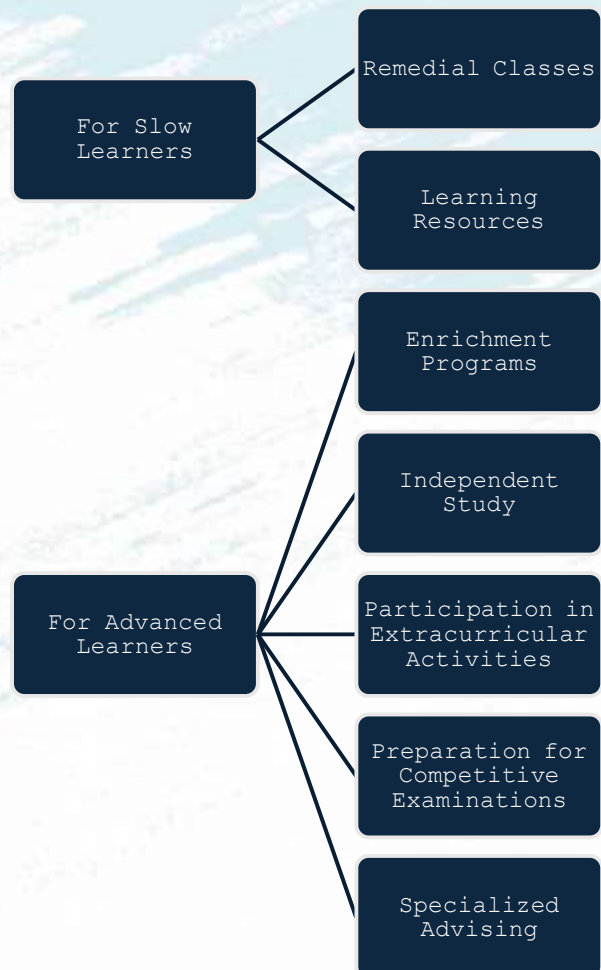 For Slow
Learners
Remedial Classes
Learning
Resources
For Advanced
Learners
Enrichment
Programs
Independent
Study
Participation in
Extracurricular
Activities
Preparation for
Competitive
Examinations
Specialized
Advising